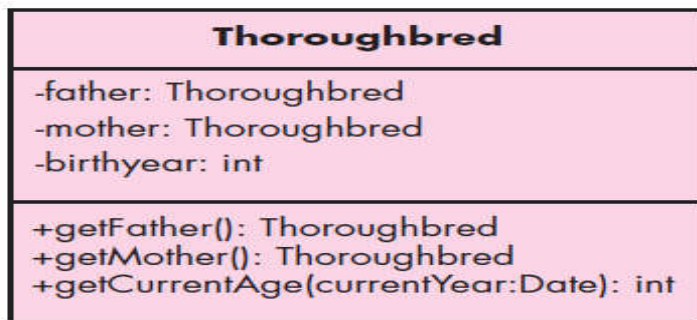 Thoroughbred
-father: Thoroughbred
-mother: Thoroughbred
-birthyear: int
+getFather(): Thoroughbred
+getMother(): Thoroughbred
+getCurrentAge(currentYear:Date): int